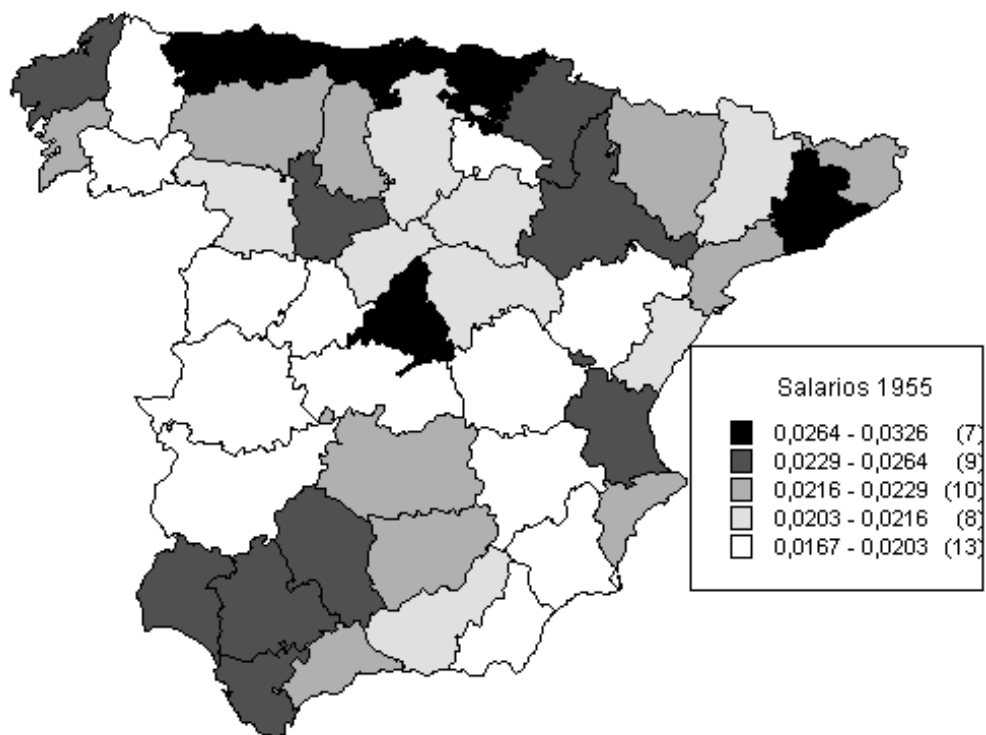 Salarios 1955
0,0264 - 0,0326 (7)
0,0229 - 0,0264 (9)
0,0216 - 0,0229 (10)
0,0203 - 0,0216 (8)
0,0167 - 0,0203 (13)